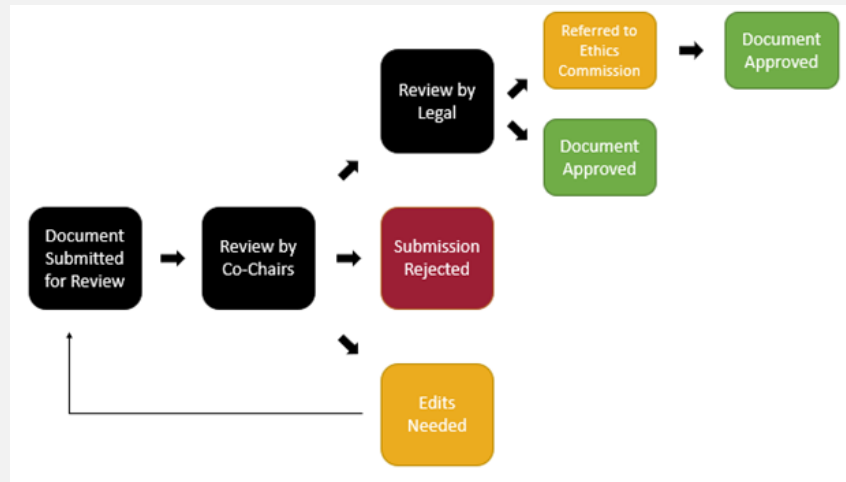 Referred to
Ethics
Commission
Document
Approved
Review by
Legal
Document
Approved
Document
Submitted
for Review
Review by
Co-Chairs
Submission
Rejected
Edits
Needed